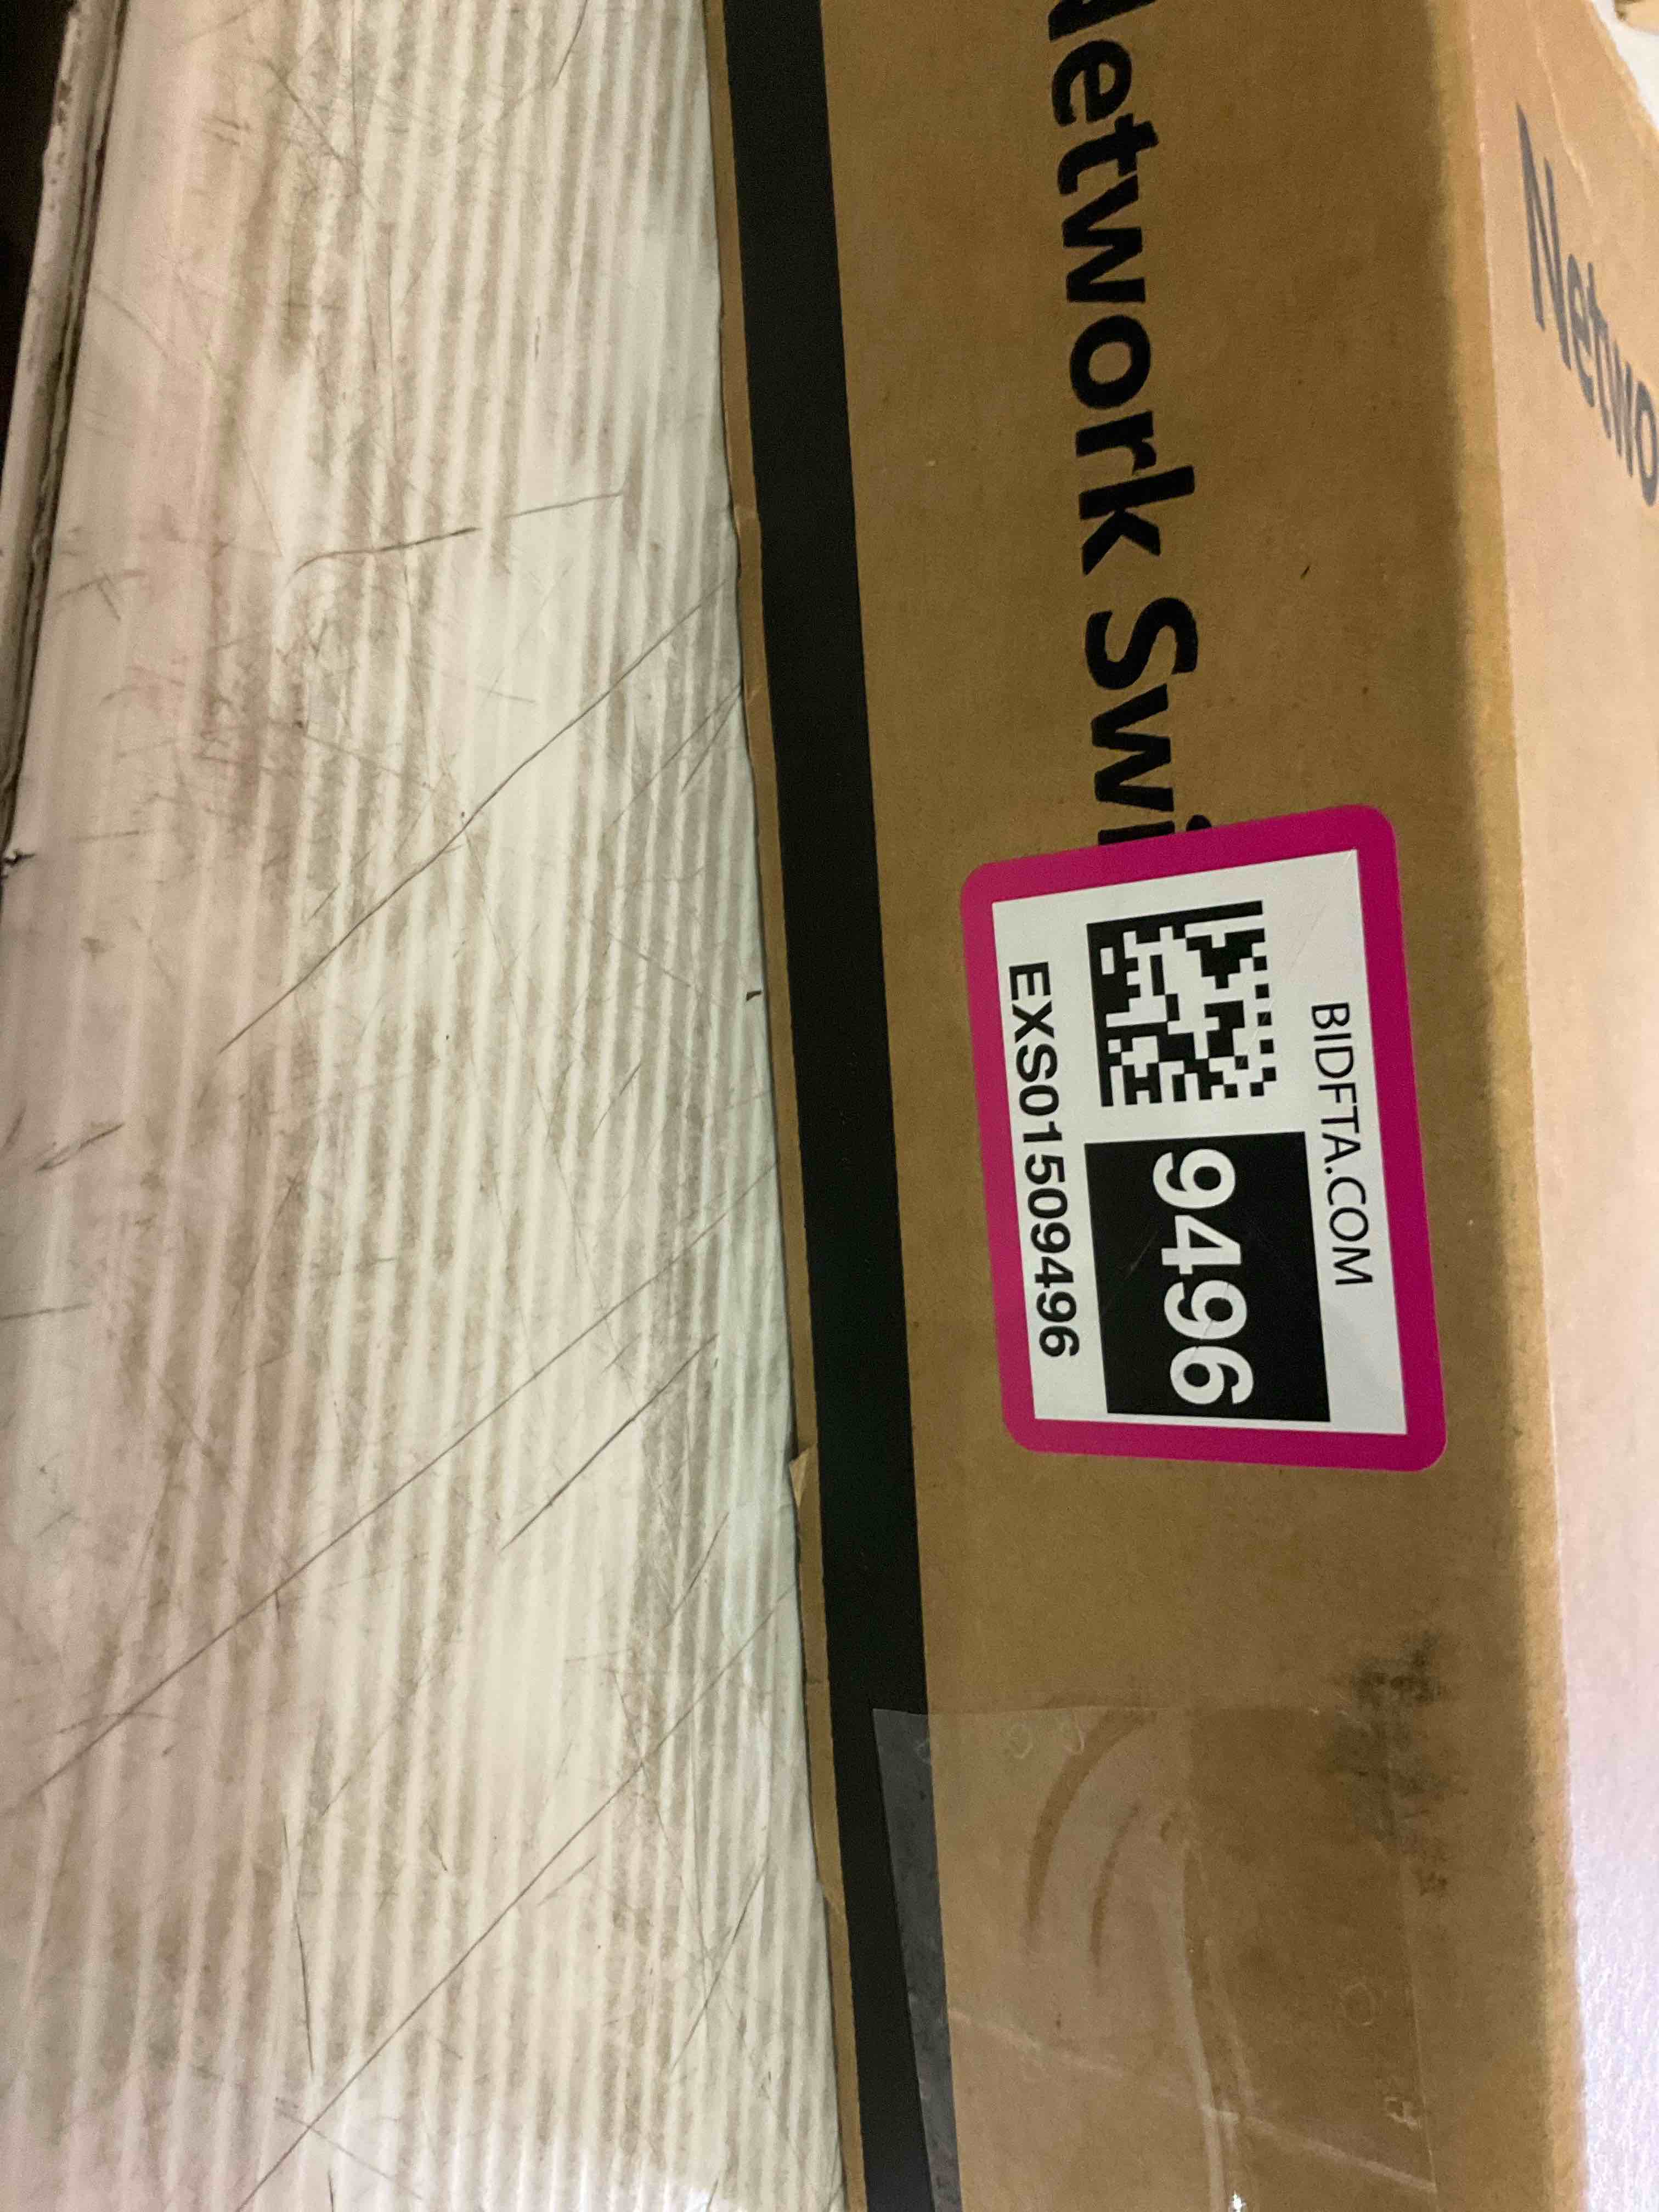 Network Swi
BIDFTA.COM
9496
EXS01509496
Netwo